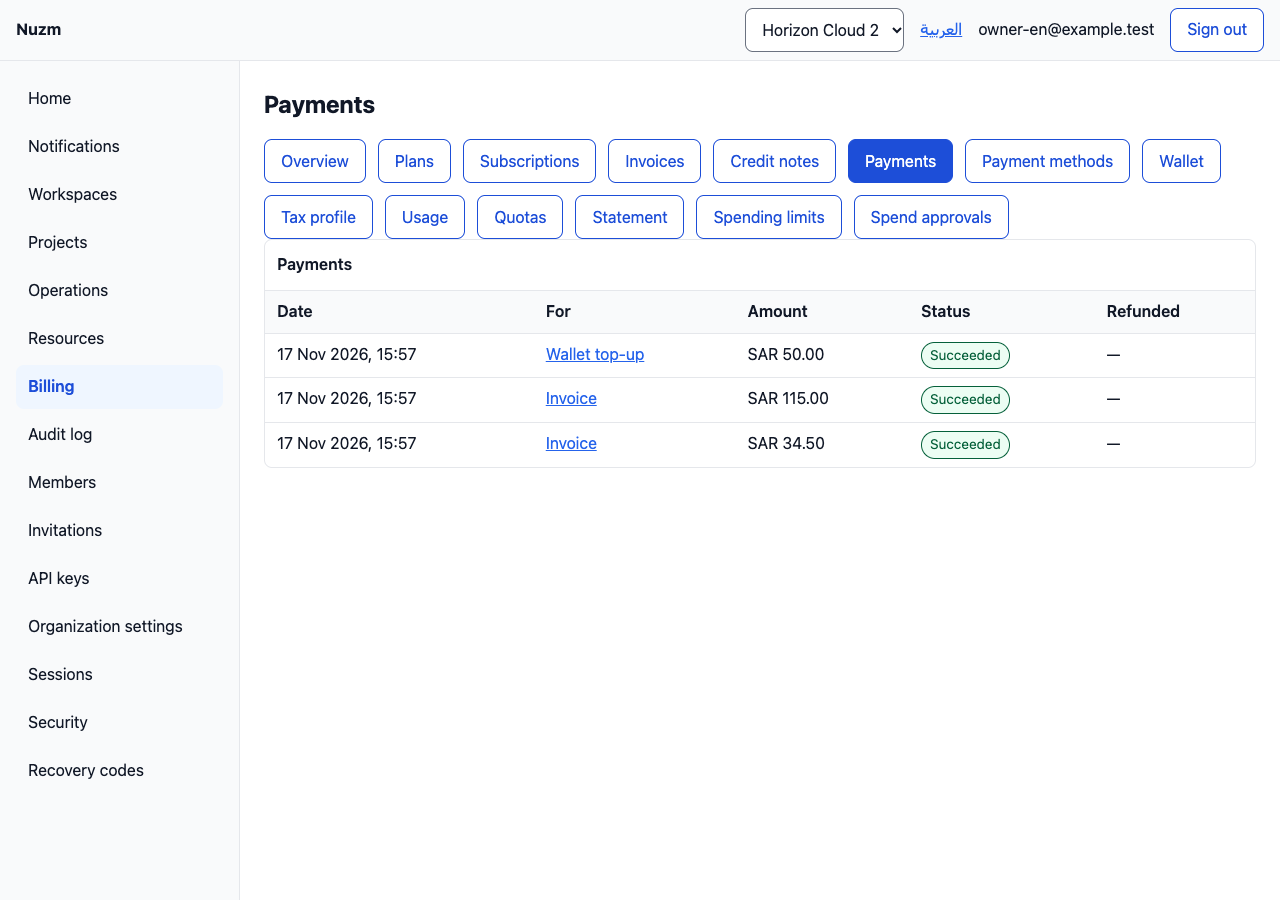 Nuzm
Horizon Cloud 2 العربية owner-en@example.test Sign out
Home
Notifications
Workspaces
Projects
Operations
Resources
Billing
Audit log
Members
Invitations
API keys
Organization settings
Sessions
Security
Recovery codes
Payments
Overview Plans Subscriptions Invoices Credit notes Payments Payment methods Wallet
Tax profile Usage Quotas Statement Spending limits Spend approvals
Payments
Date For Amount Status Refunded
17 Nov 2026, 15:57 Wallet top-up SAR 50.00 Succeeded —
17 Nov 2026, 15:57 Invoice SAR 115.00 Succeeded —
17 Nov 2026, 15:57 Invoice SAR 34.50 Succeeded —